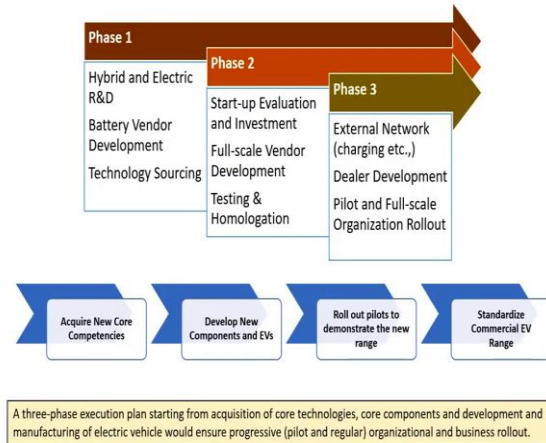 Phase 1
Hybrid and Electric
R&D
Battery Vendor
Development
Technology Sourcing
Phase 2
Start-up Evaluation
and Investment
Full-scale Vendor
Development
Testing &
Homologation
Phase 3
External Network
(charging etc.,)
Dealer Development
Pilot and Full-scale
Organization Rollout
Acquire New Core
Competencies
Develop New
Components and EVs
Roll out pilots to
demonstrate the new
range
Standardize
Commercial EV
Range
A three-phase execution plan starting from acquisition of core technologies, core components and development and
manufacturing of electric vehicle would ensure progressive (pilot and regular) organizational and business rollout.